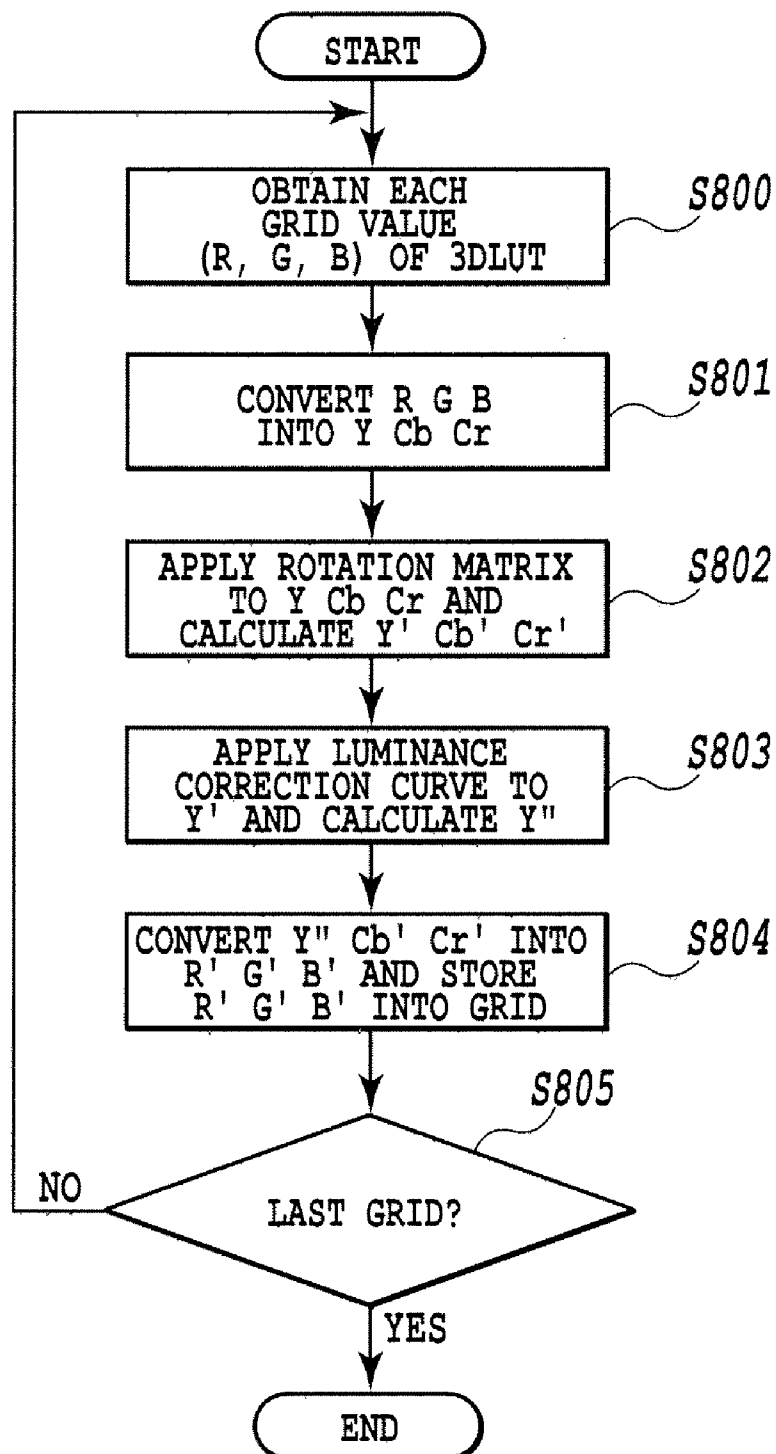 START
OBTAIN EACH
GRID VALUE
(R, G, B) OF 3DLUT
S800
CONVERT R G B
INTO Y Cb Cr
S801
APPLY ROTATION MATRIX
TO Y Cb Cr AND
CALCULATE Y' Cb' Cr'
S802
APPLY LUMINANCE
CORRECTION CURVE TO
Y' AND CALCULATE Y"
S803
CONVERT Y" Cb' Cr' INTO
R' G' B' AND STORE
R' G' B' INTO GRID
S804
S805
LAST GRID?
NO
YES
END